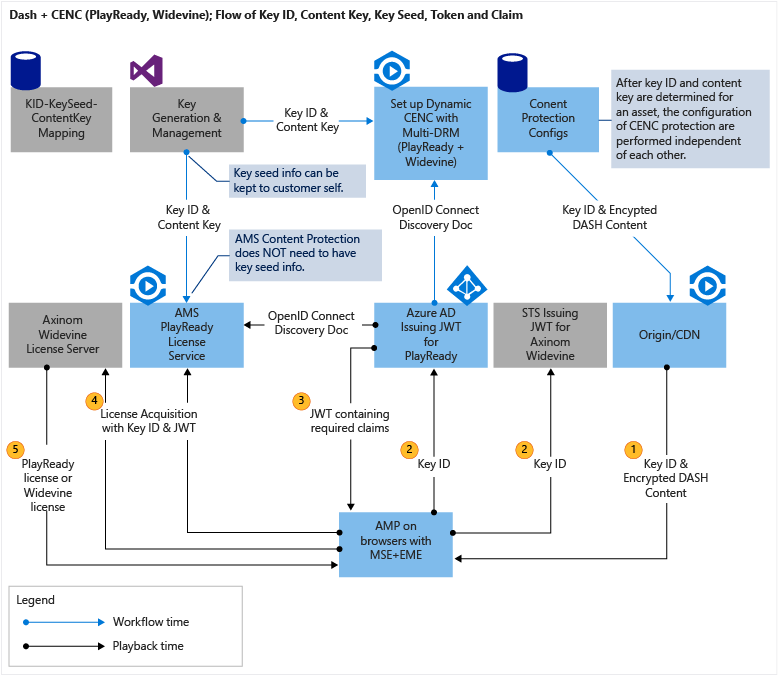 Dash + CENC (PlayReady, Widevine); Flow of Key ID, Content Key, Key Seed, Token and Claim
KID-KeySeed-
ContentKey
Mapping
Key
Generation &
Management
Key ID &
Content Key
Set up Dynamic
CENC with
Multi-DRM
(PlayReady +
Widevine)
Conent
Protection
Configs
After key ID and content
key are determined for
an asset, the configuration
of CENC protection are
performed independent
of each other.
Key seed info can be
kept to customer self.
Key ID &
Content Key
OpenID Connect
Discovery Doc
Key ID & Encrypted
DASH Content
AMS Content Protection
does NOT need to have
key seed info.
Axinom
Widevine
License Server
AMS
PlayReady
License
Service
OpenID Connect
Discovery Doc
Azure AD
Issuing JWT
for
PlayReady
STS Issuing
JWT for
Axinom
Widevine
Origin/CDN
4
License Acquisition
with Key ID & JWT
3
JWT containing
required claims
5
PlayReady
license or
Widevine
license
2
Key ID
2
Key ID
1
Key ID &
Encrypted DASH
Content
AMP on
browsers with
MSE+EME
Legend
Workflow time
Playback time